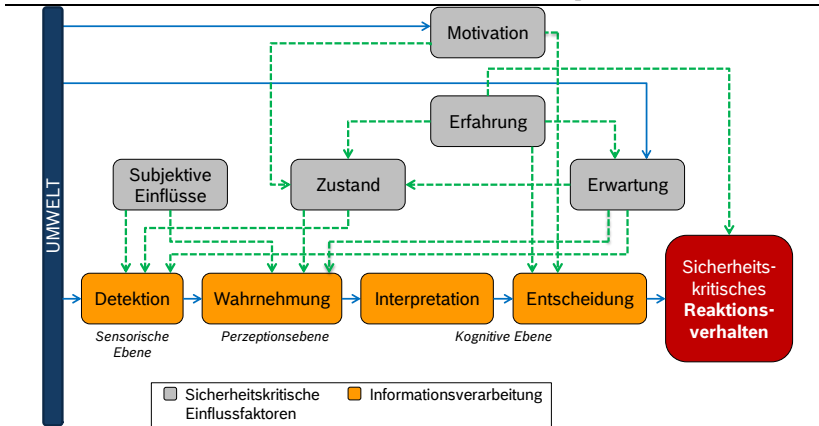 UMWELT
Motivation
Erfahrung
Subjektive
Einflüsse
Zustand
Erwartung
Detektion
Wahrnehmung
Interpretation
Entscheidung
Sicherheits-
kritisches
Reaktions-
verhalten
Sensorische
Ebene
Perzeptionsebene
Kognitive Ebene
Sicherheitskritische
Einflussfaktoren
Informationsverarbeitung